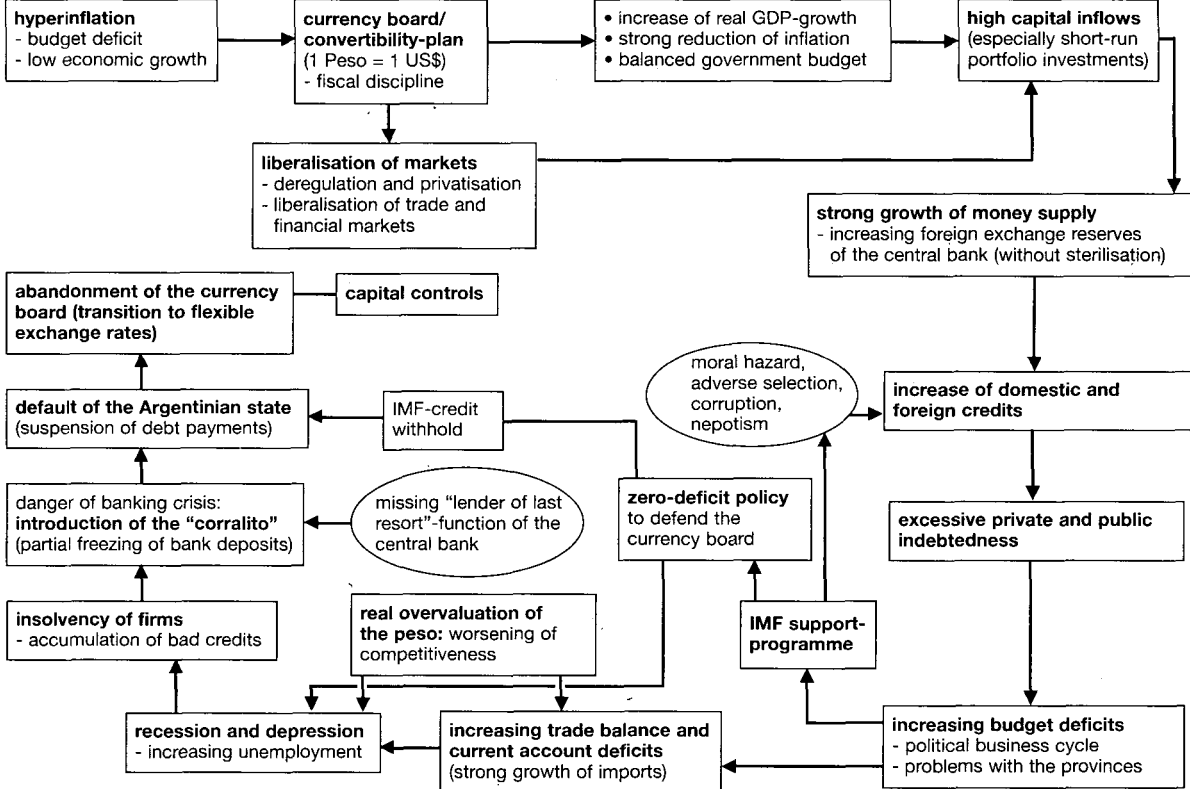 hyperinflation
- budget deficit
- low economic growth
currency board/
convertibility-plan
(1 Peso = 1 US$)
- fiscal discipline
• increase of real GDP-growth
• strong reduction of inflation
• balanced government budget
high capital inflows
(especially short-run
portfolio investments)
liberalisation of markets
- deregulation and privatisation
- liberalisation of trade and
financial markets
strong growth of money supply
- increasing foreign exchange reserves
of the central bank (without sterilisation)
abandonment of the currency
board (transition to flexible
exchange rates)
capital controls
moral hazard,
adverse selection,
corruption,
nepotism
increase of domestic and
foreign credits
default of the Argentinian state
(suspension of debt payments)
IMF-credit
withhold
danger of banking crisis:
introduction of the “corralito”
(partial freezing of bank deposits)
missing “lender of last
resort”-function of the
central bank
zero-deficit policy
to defend the
currency board
excessive private and public
indebtedness
insolvency of firms
- accumulation of bad credits
real overvaluation of
the peso: worsening of
competitiveness
IMF support-
programme
recession and depression
- increasing unemployment
increasing trade balance and
current account deficits
(strong growth of imports)
increasing budget deficits
- political business cycle
- problems with the provinces